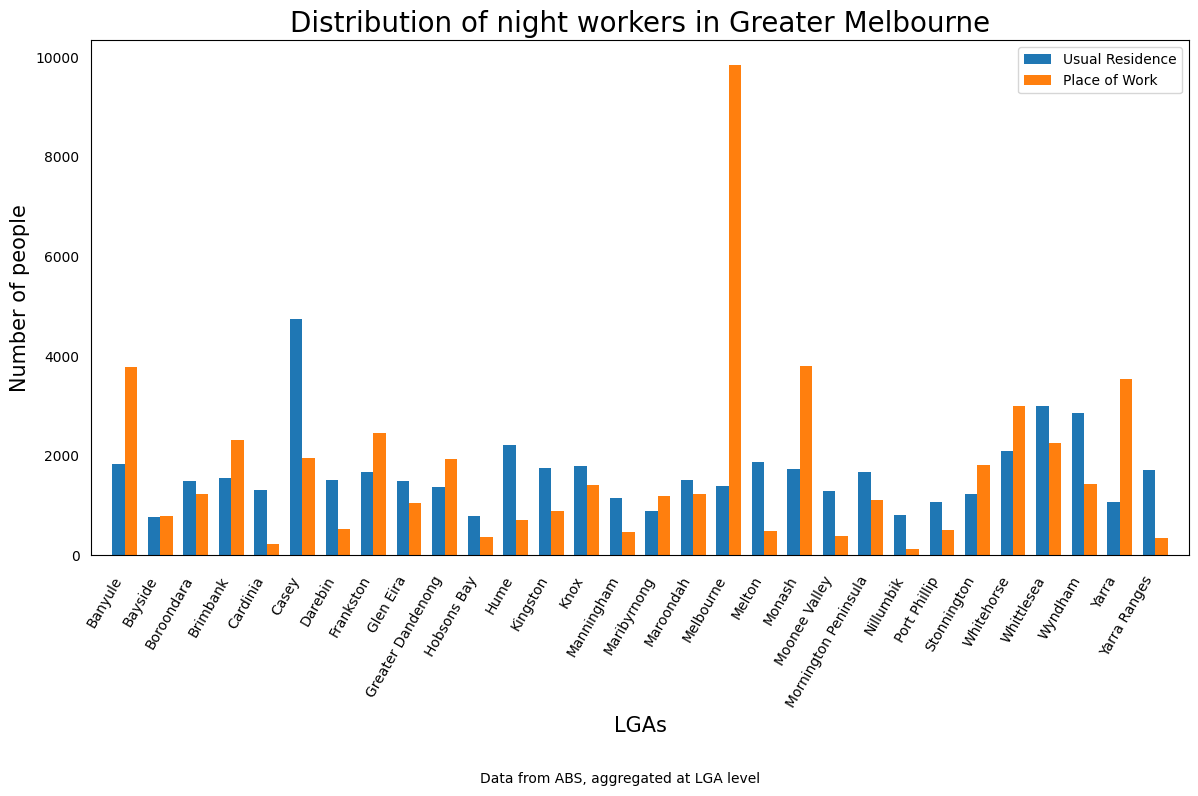 Distribution of night workers in Greater Melbourne
Usual Residence
Place of Work
Number of people
10000
8000
6000
4000
2000
0
Banyule
Bayside
Boroondara
Brimbank
Cardinia
Casey
Darebin
Frankston
Glen Eira
Greater Dandenong
Hobsons Bay
Hume
Kingston
Knox
Manningham
Maribyrnong
Maroondah
Melbourne
Melton
Monash
Moonee Valley
Mornington Peninsula
Nillumbik
Port Phillip
Stonnington
Whitehorse
Whittlesea
Wyndham
Yarra
Yarra Ranges
LGAs
Data from ABS, aggregated at LGA level